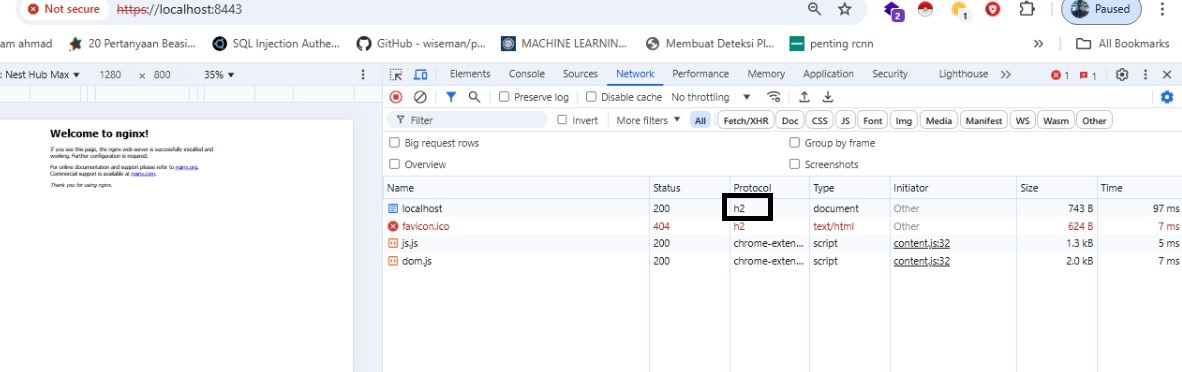 Not secure https://localhost:8443 2 1 Paused
am ahmad 20 Pertanyaan Beasi... SQL Injection Authe... GitHub - wiseman/p... MACHINE LEARNIN... Membuat Deteksi Pl... penting rcnn » All Bookmarks
: Nest Hub Max ▼ 1280 × 800 35% ▼ Elements Console Sources Network Performance Memory Application Security Lighthouse » 1 1
Preserve log Disable cache No throttling ▼
Filter Invert More filters ▼ All Fetch/XHR Doc CSS JS Font Img Media Manifest WS Wasm Other
Big request rows Group by frame
Overview Screenshots
Name Status Protocol Type Initiator Size Time
localhost 200 h2 document Other 743 B 97 ms
favicon.ico 404 h2 text/html Other 624 B 7 ms
js.js 200 chrome-exten... script content.js:32 1.3 kB 5 ms
dom.js 200 chrome-exten... script content.js:32 2.0 kB 7 ms
Welcome to nginx!
If you see this page, the nginx web server is successfully installed and
working. Further configuration is required.
For online documentation and support please refer to nginx.org.
Commercial support is available at nginx.com.
Thank you for using nginx.